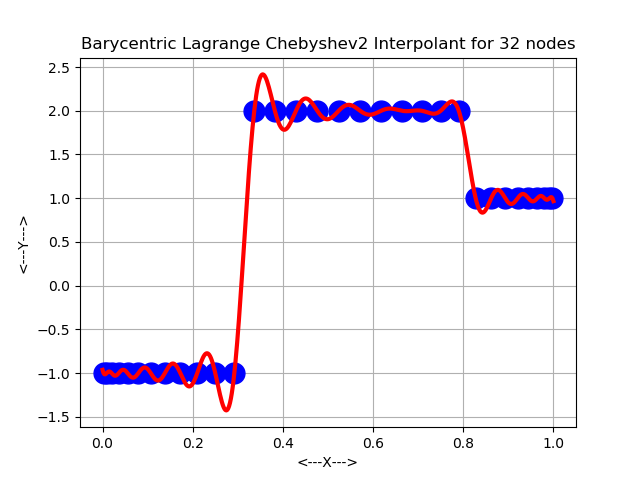 Barycentric Lagrange Chebyshev2 Interpolant for 32 nodes
2.5
2.0
1.5
1.0
0.5
0.0
−0.5
−1.0
−1.5
<---Y--->
0.0 0.2 0.4 0.6 0.8 1.0
<---X--->